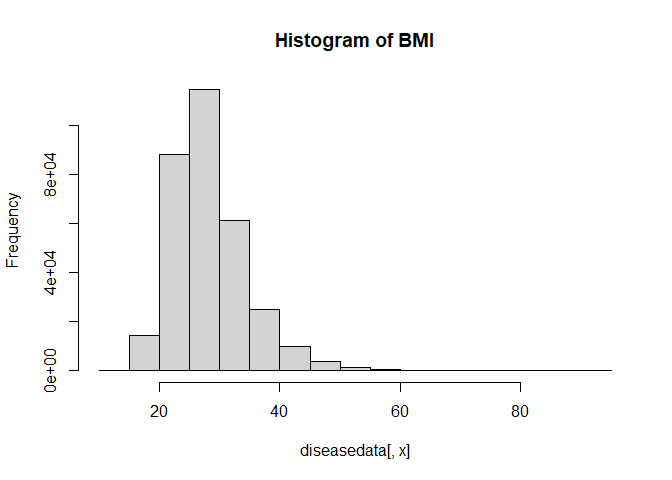 Histogram of BMI
Frequency
8e+04
4e+04
0e+00
20 40 60 80
diseasedata[, x]